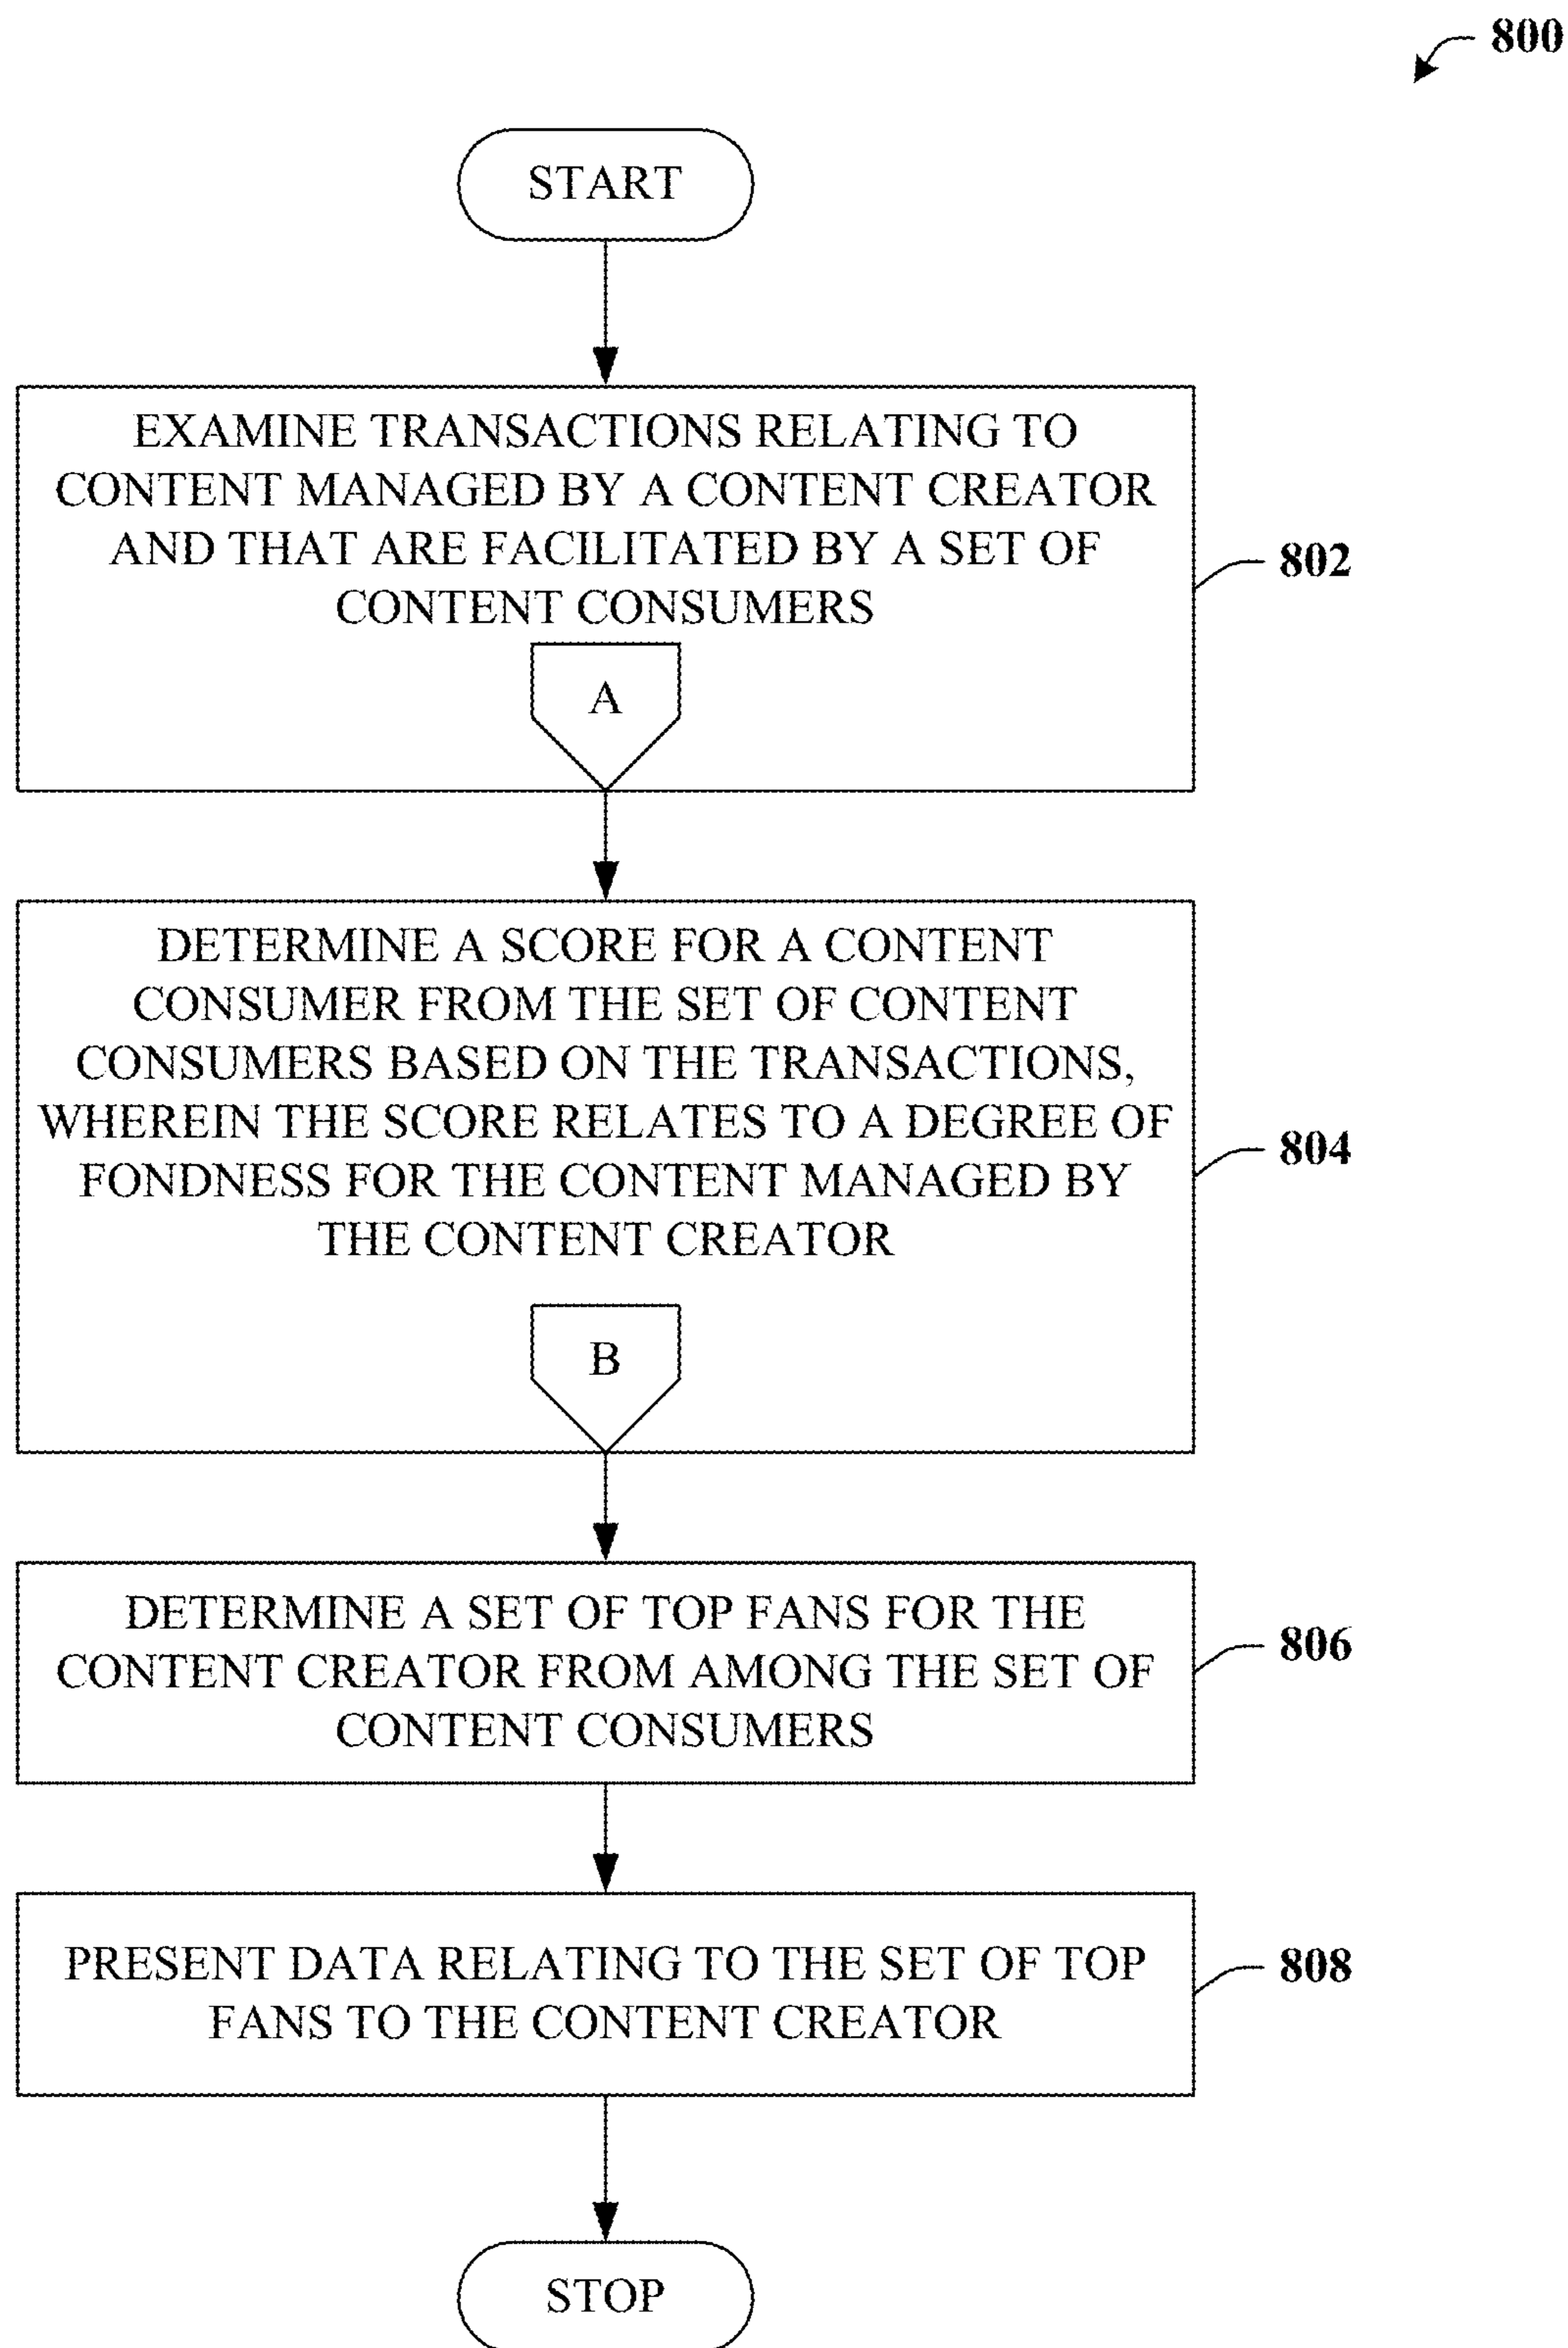 800
START
EXAMINE TRANSACTIONS RELATING TO
CONTENT MANAGED BY A CONTENT CREATOR
AND THAT ARE FACILITATED BY A SET OF
CONTENT CONSUMERS
802
A
DETERMINE A SCORE FOR A CONTENT
CONSUMER FROM THE SET OF CONTENT
CONSUMERS BASED ON THE TRANSACTIONS,
WHEREIN THE SCORE RELATES TO A DEGREE OF
FONDNESS FOR THE CONTENT MANAGED BY
THE CONTENT CREATOR
804
B
DETERMINE A SET OF TOP FANS FOR THE
CONTENT CREATOR FROM AMONG THE SET OF
CONTENT CONSUMERS
806
PRESENT DATA RELATING TO THE SET OF TOP
FANS TO THE CONTENT CREATOR
808
STOP